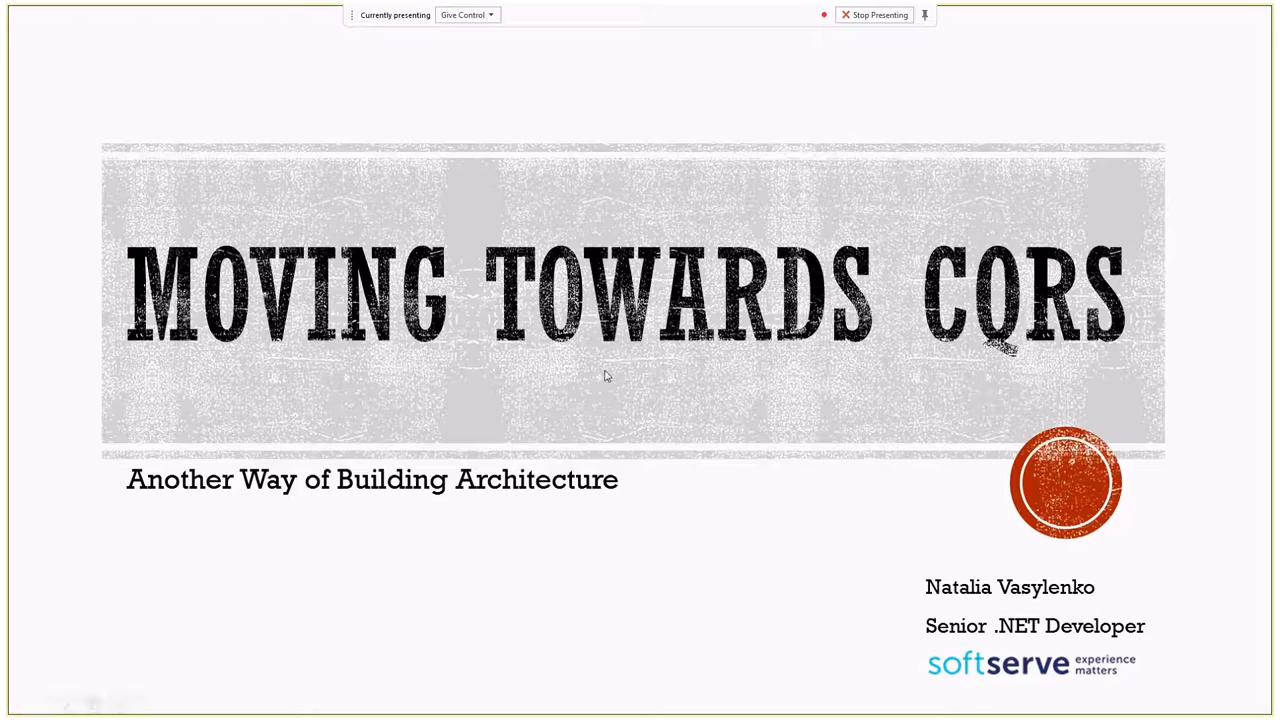 Currently presenting Give Control Stop Presenting
MOVING TOWARDS CQRS
Another Way of Building Architecture
Natalia Vasylenko
Senior .NET Developer
softserve experience
matters